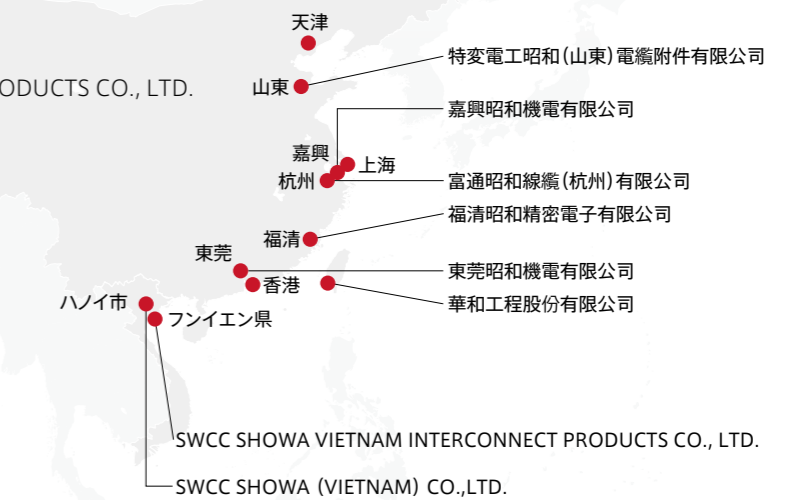 天津
特変電工昭和(山東)電纜附件有限公司
山東
ODUCTS CO., LTD.
嘉興昭和機電有限公司
嘉興
上海
杭州
富通昭和線纜(杭州)有限公司
福清昭和精密電子有限公司
福清
東莞
東莞昭和機電有限公司
香港
華和工程股份有限公司
ハノイ市
フンイエン県
SWCC SHOWA VIETNAM INTERCONNECT PRODUCTS CO., LTD.
SWCC SHOWA (VIETNAM) CO.,LTD.